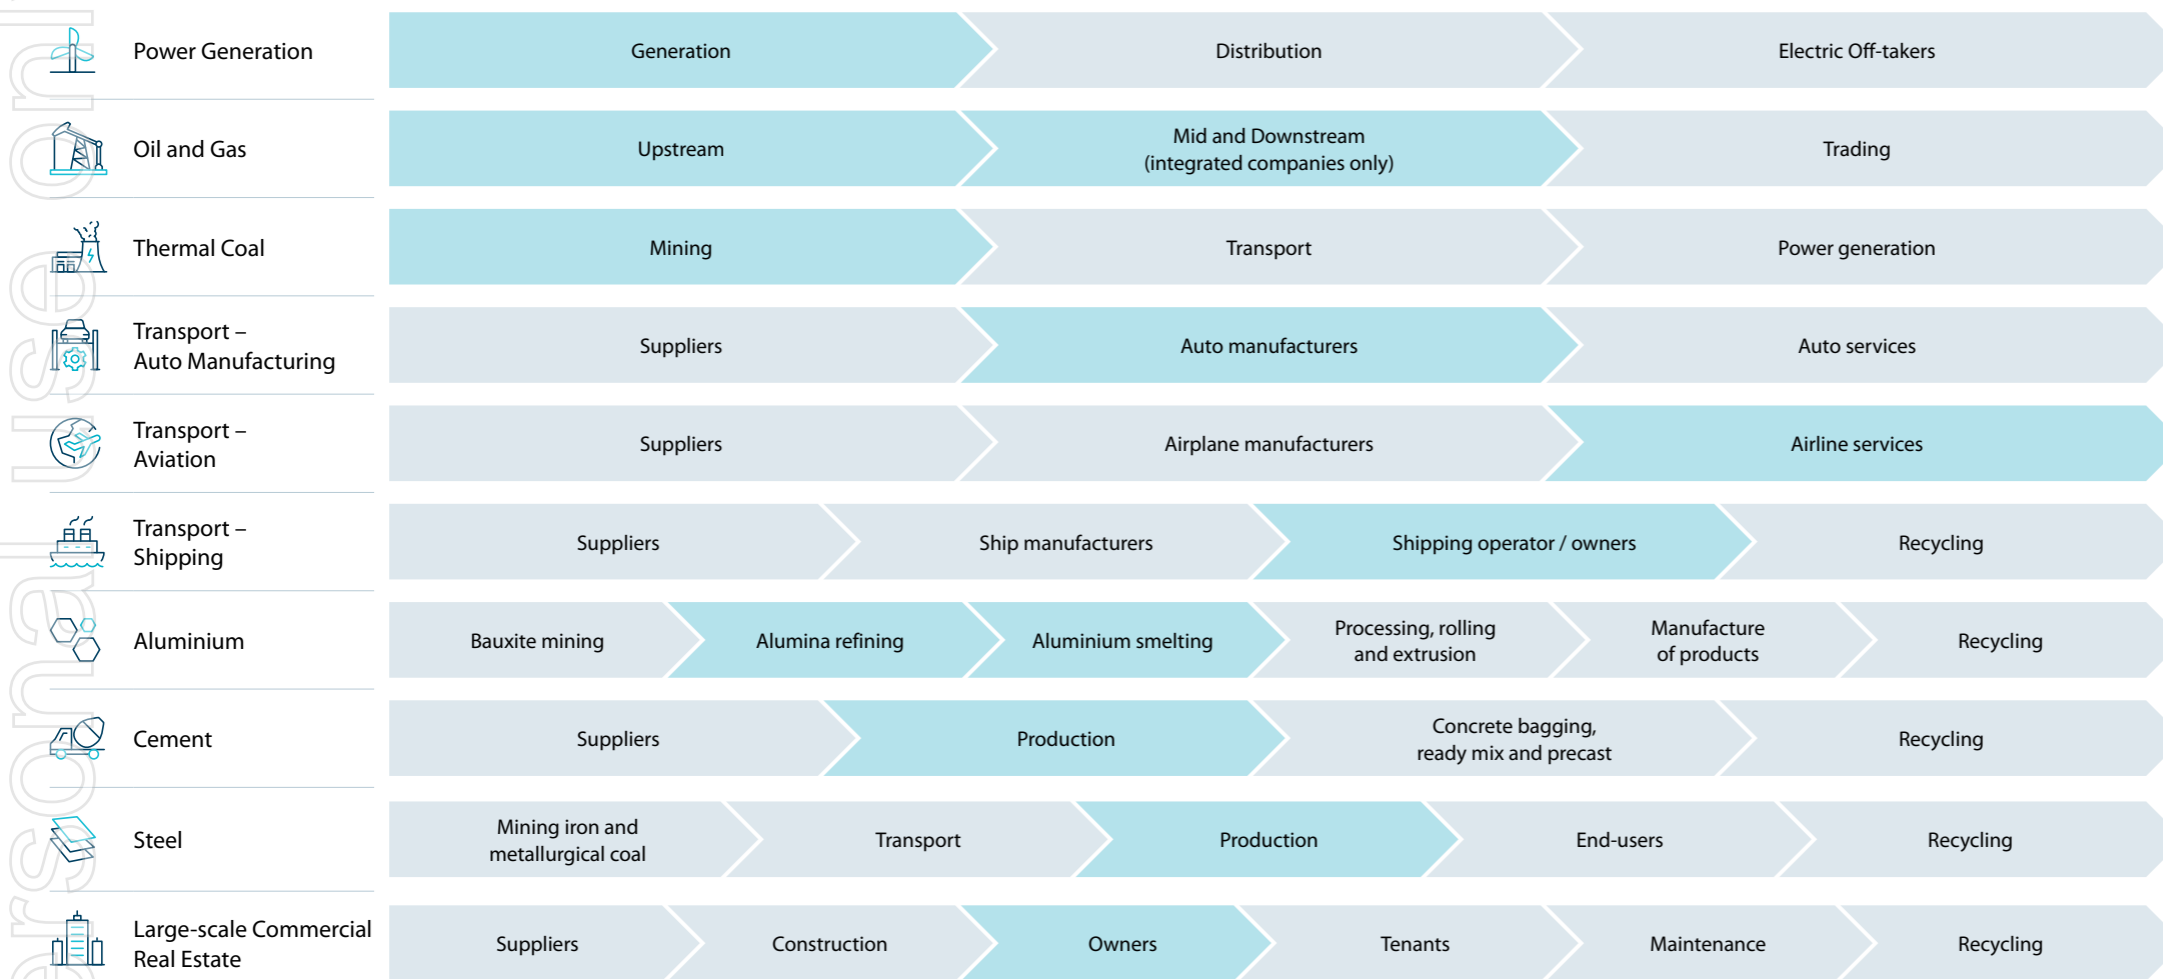 Power Generation
Generation
Distribution
Electric Off-takers
Oil and Gas
Upstream
Mid and Downstream
(integrated companies only)
Trading
Thermal Coal
Mining
Transport
Power generation
Transport –
Auto Manufacturing
Suppliers
Auto manufacturers
Auto services
Transport –
Aviation
Suppliers
Airplane manufacturers
Airline services
Transport –
Shipping
Suppliers
Ship manufacturers
Shipping operator / owners
Recycling
Aluminium
Bauxite mining
Alumina refining
Aluminium smelting
Processing, rolling
and extrusion
Manufacture
of products
Recycling
Cement
Suppliers
Production
Concrete bagging,
ready mix and precast
Recycling
Steel
Mining iron and
metallurgical coal
Transport
Production
End-users
Recycling
Large-scale Commercial
Real Estate
Suppliers
Construction
Owners
Tenants
Maintenance
Recycling
ersonal use onl